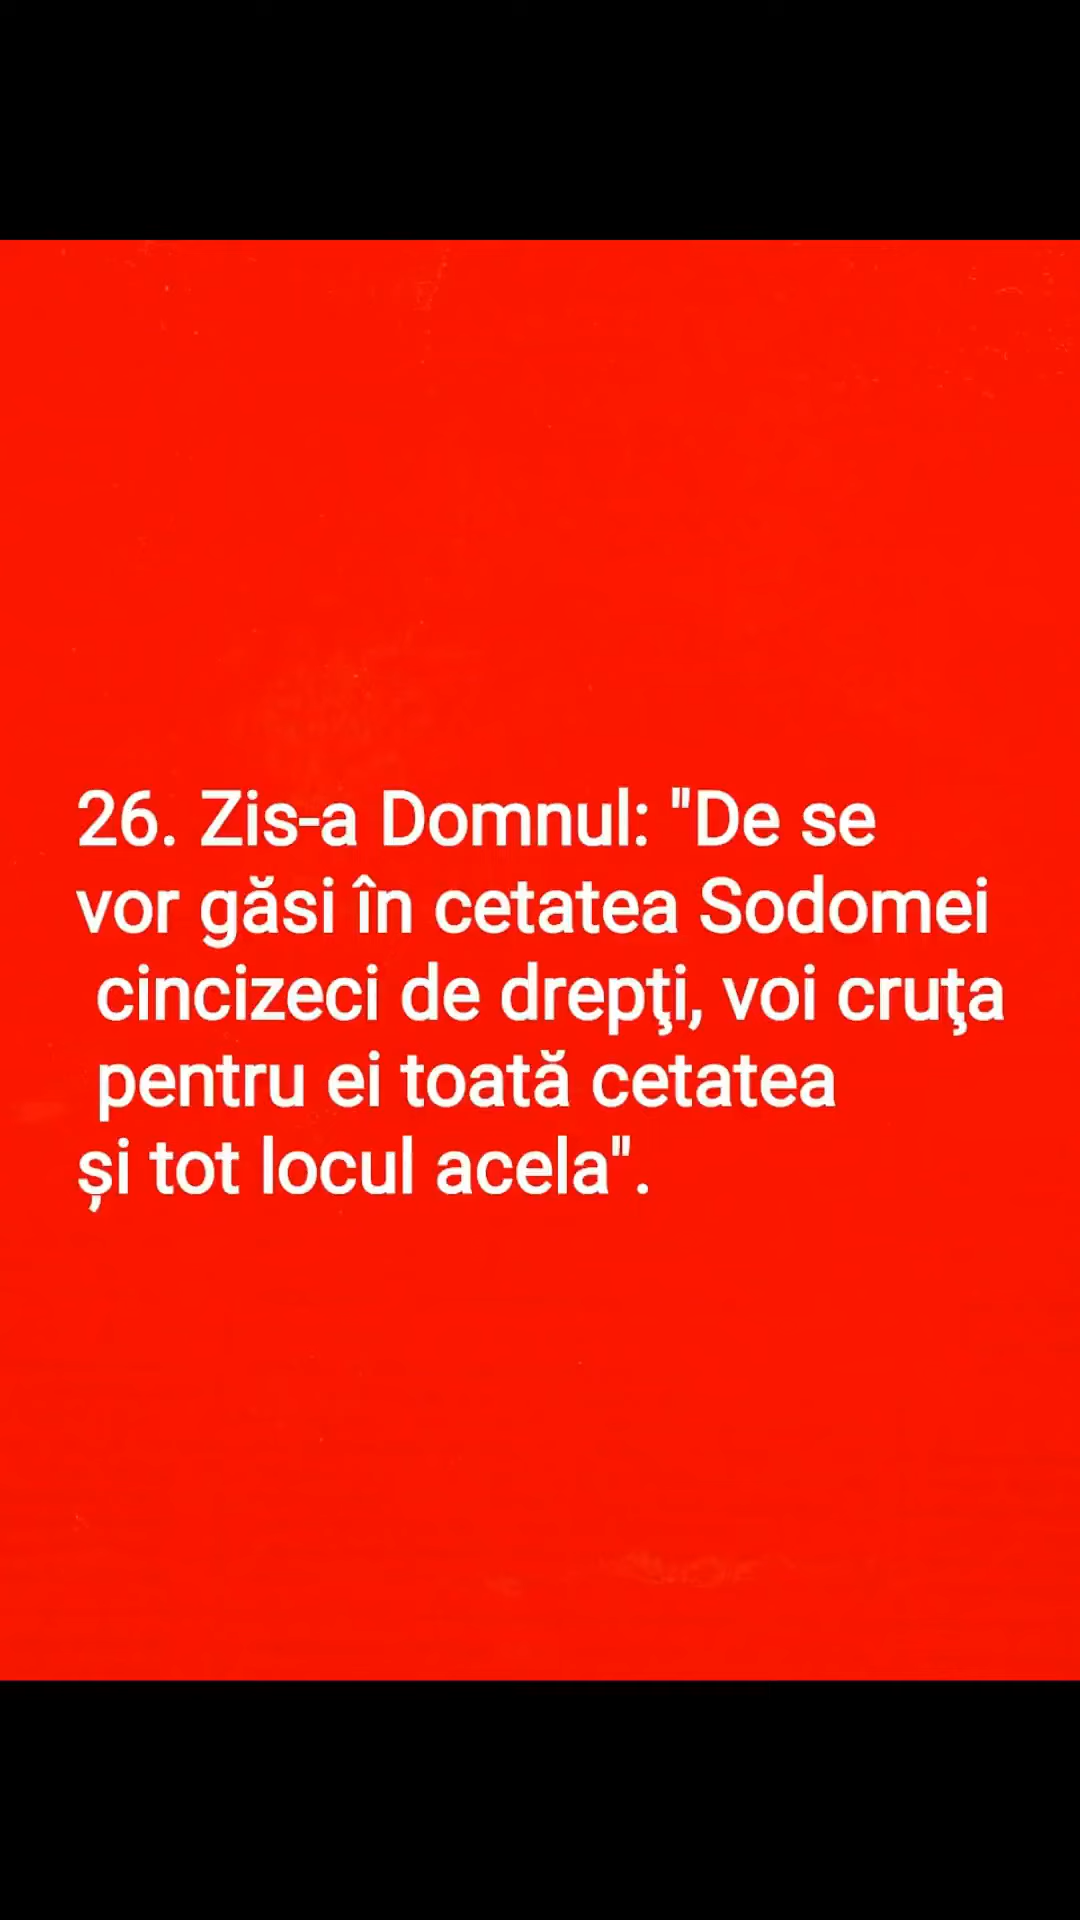 26. Zis-a Domnul: "De se
vor găsi în cetatea Sodomei
cincizeci de drepţi, voi cruţa
pentru ei toată cetatea
și tot locul acela".